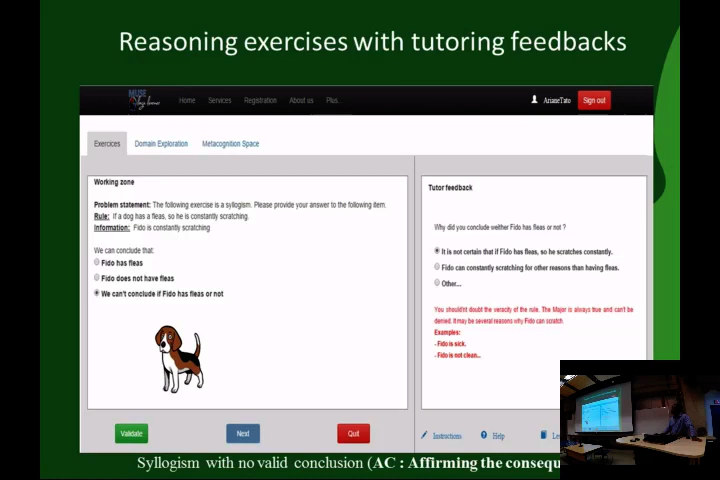 Reasoning exercises with tutoring feedbacks
MUSE
Home Services Registration About us Plus..
ArianeTato Sign out
Exercices Domain Exploration Metacognition Space
Working zone
Problem statement: The following exercise is a syllogism. Please provide your answer to the following item.
Rule: If a dog has a fleas, so he is constantly scratching.
Information: Fido is constantly scratching
We can conclude that:
Fido has fleas
Fido does not have fleas
We can't conclude if Fido has fleas or not
Validate Next Quit
Tutor feedback
Why did you conclude weither Fido has fleas or not ?
It is not certain that if Fido has fleas, so he scratches constantly.
Fido can constantly scratching for other reasons than having fleas.
Other...
You should'nt doubt the veracity of the rule. The Major is always true and can't be
denied. It may be several reasons why Fido can scratch.
Examples:
- Fido is sick.
- Fido is not clean...
Instructions Help
Syllogism with no valid conclusion (AC : Affirming the consequ